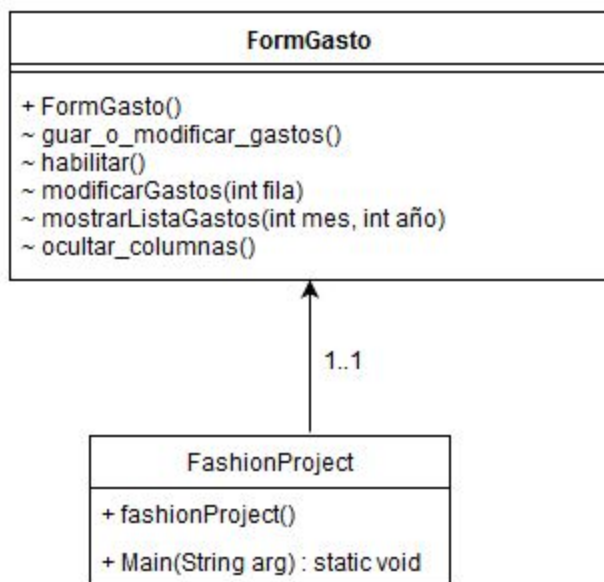 FormGasto
+ FormGasto()
~ guar_o_modificar_gastos()
~ habilitar()
~ modificarGastos(int fila)
~ mostrarListaGastos(int mes, int año)
~ ocultar_columnas()
1..1
FashionProject
+ fashionProject()
+ Main(String arg) : static void